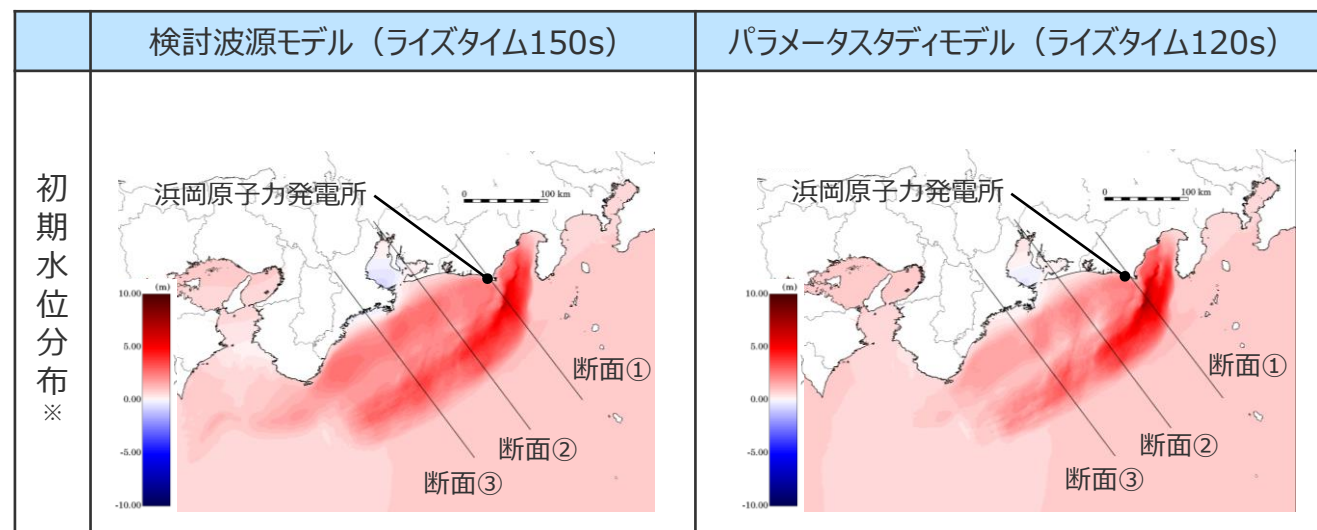 検討波源モデル（ライズタイム150s）
パラメータスタディモデル（ライズタイム120s）
初期水位分布※
浜岡原子力発電所
0 100 km
(m)
10.00
5.00
0.00
-5.00
-10.00
断面①
断面②
断面③
浜岡原子力発電所
0 100 km
(m)
10.00
5.00
0.00
-5.00
-10.00
断面①
断面②
断面③